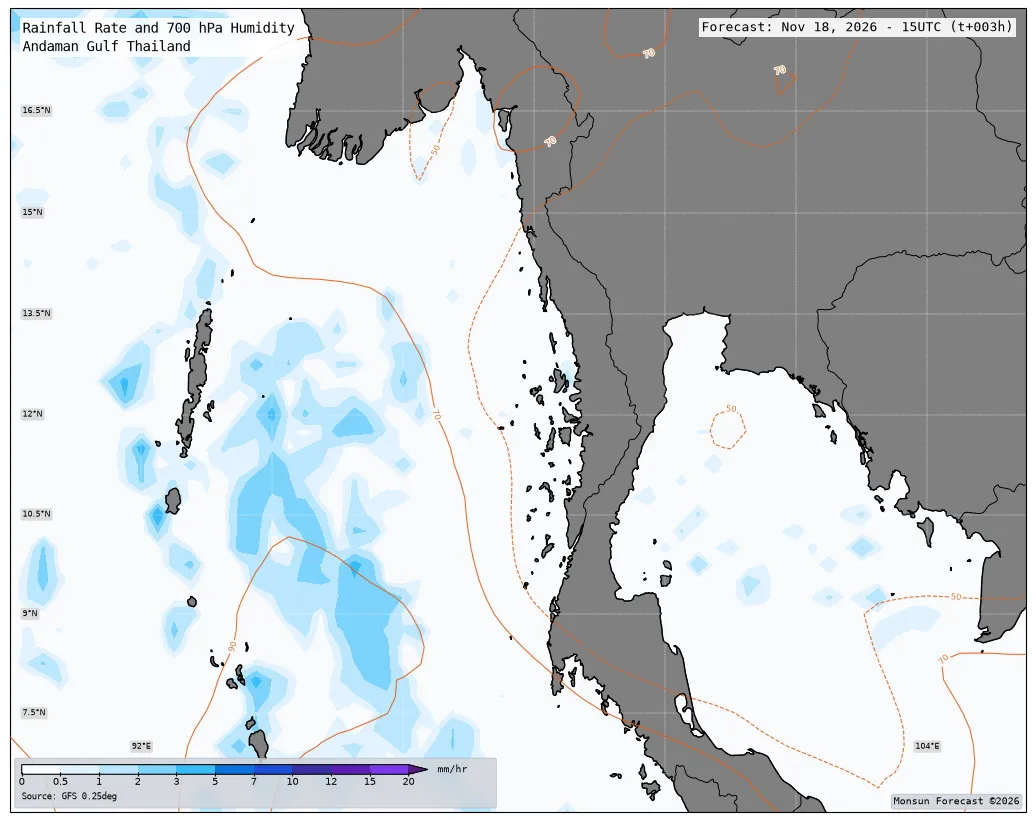 Rainfall Rate and 700 hPa Humidity
Andaman Gulf Thailand
Forecast: Nov 18, 2026 - 15UTC (t+003h)
70
70
16.5°N
50
70
15°N
13.5°N
12°N
70
50
10.5°N
9°N
50
90
70
7.5°N
92°E
104°E
0 0.5 1 2 3 5 7 10 12 15 20 mm/hr
Source: GFS 0.25deg
Monsun Forecast ©2026